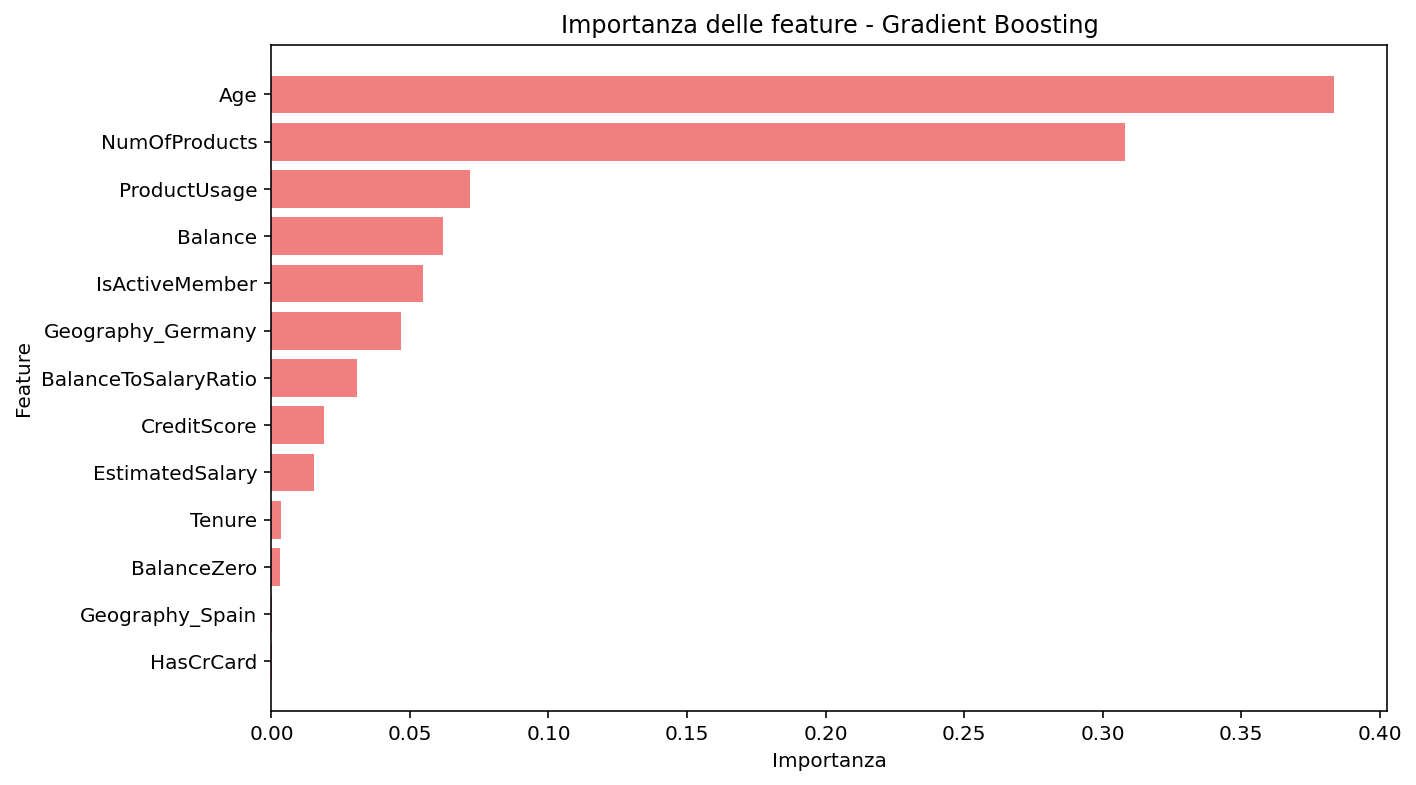 Importanza delle feature - Gradient Boosting
Feature
Age
NumOfProducts
ProductUsage
Balance
IsActiveMember
Geography_Germany
BalanceToSalaryRatio
CreditScore
EstimatedSalary
Tenure
BalanceZero
Geography_Spain
HasCrCard
0.00 0.05 0.10 0.15 0.20 0.25 0.30 0.35 0.40
Importanza